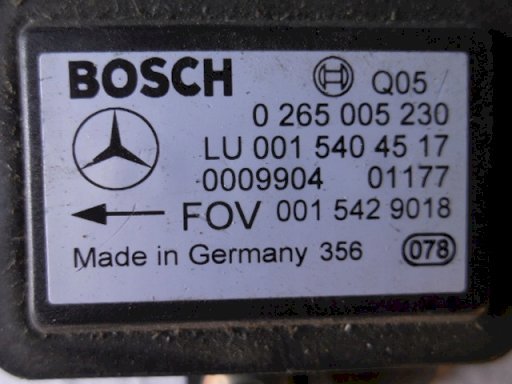 BOSCH Q05
0 265 005 230
LU 001 540 45 17
0009904 01177
FOV 001 542 9018
Made in Germany 356 078